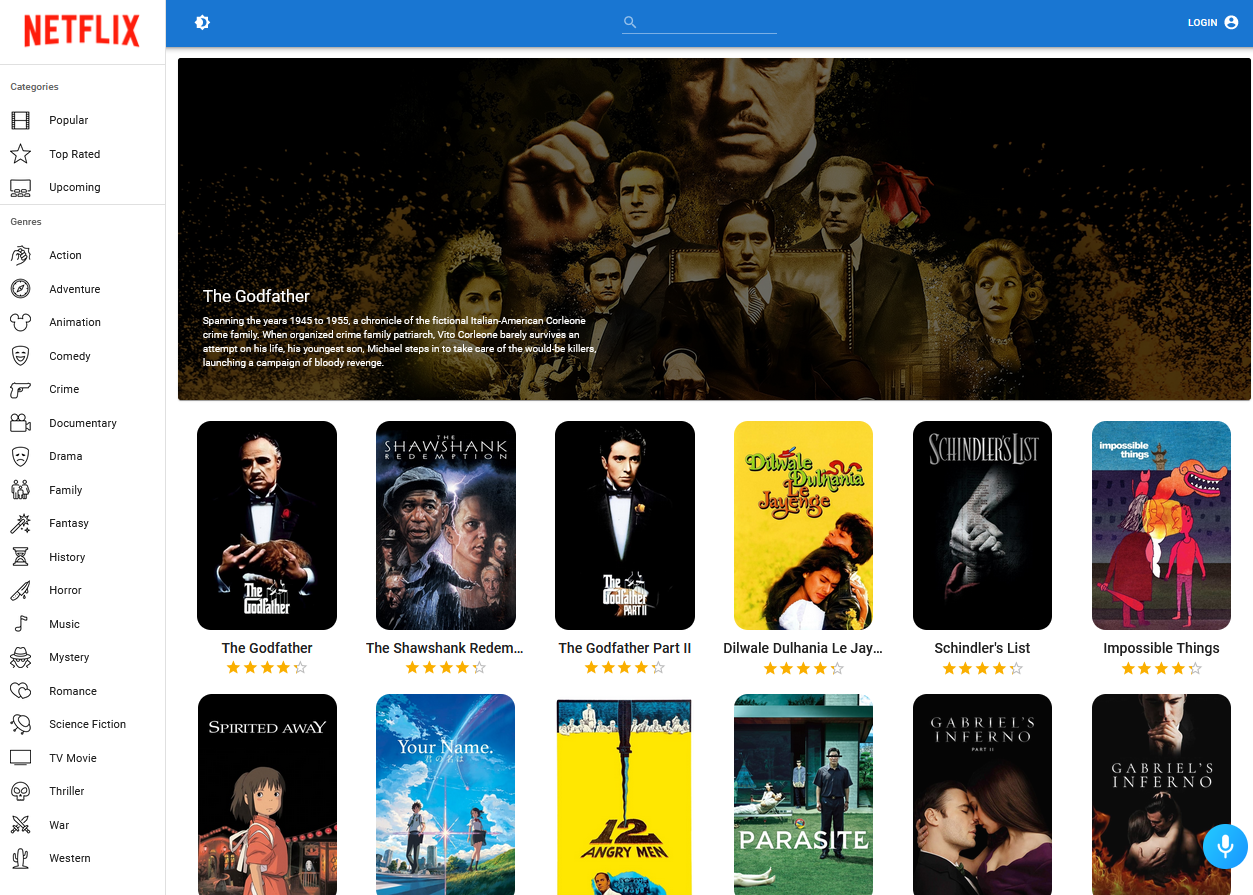 NETFLIX
LOGIN
Categories
Popular
Top Rated
Upcoming
Genres
Action
Adventure
Animation
Comedy
Crime
Documentary
Drama
Family
Fantasy
History
Horror
Music
Mystery
Romance
Science Fiction
TV Movie
Thriller
War
Western
The Godfather
Spanning the years 1945 to 1955, a chronicle of the fictional Italian-American Corleone
crime family. When organized crime family patriarch, Vito Corleone barely survives an
attempt on his life, his youngest son, Michael steps in to take care of the would-be killers,
launching a campaign of bloody revenge.
The
Godfather
THE
SHAWSHANK
REDEMPTION
The
Godfather
PART II
Dilwale
Dulhania
Le
Jayenge
SCHINDLER'S LIST
impossible
things
The Godfather
The Shawshank Redem...
The Godfather Part II
Dilwale Dulhania Le Jay...
Schindler's List
Impossible Things
SPIRITED AWAY
Your Name.
君の名は
12
ANGRY MEN
PARASITE
GABRIEL'S
INFERNO
PART II
GABRIEL'S
INFERNO